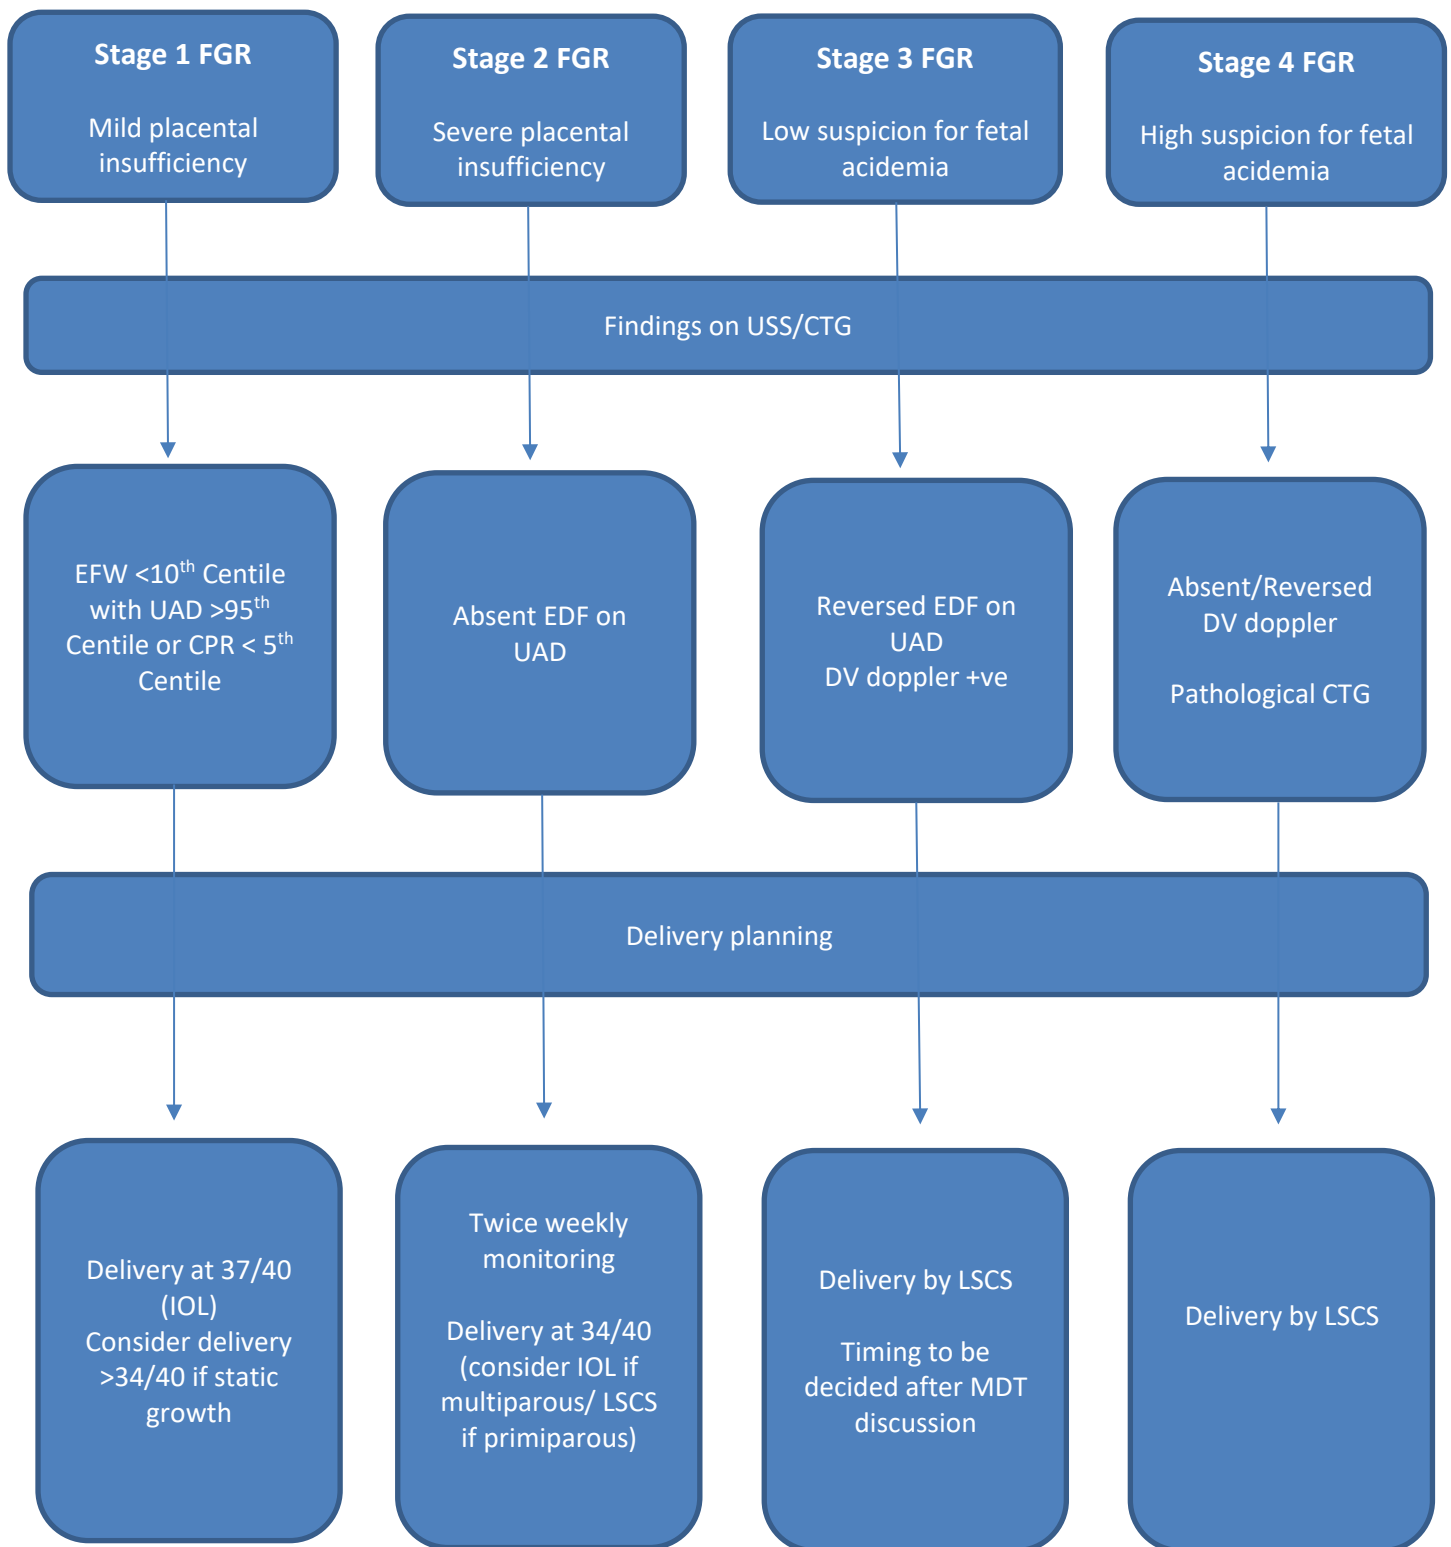 Stage 1 FGR
Mild placental
insufficiency
Stage 2 FGR
Severe placental
insufficiency
Stage 3 FGR
Low suspicion for fetal
acidemia
Stage 4 FGR
High suspicion for fetal
acidemia
Findings on USS/CTG
EFW <10th Centile
with UAD >95th
Centile or CPR < 5th
Centile
Absent EDF on
UAD
Reversed EDF on
UAD
DV doppler +ve
Absent/Reversed
DV doppler
Pathological CTG
Delivery planning
Delivery at 37/40
(IOL)
Consider delivery
>34/40 if static
growth
Twice weekly
monitoring
Delivery at 34/40
(consider IOL if
multiparous/ LSCS
if primiparous)
Delivery by LSCS
Timing to be
decided after MDT
discussion
Delivery by LSCS